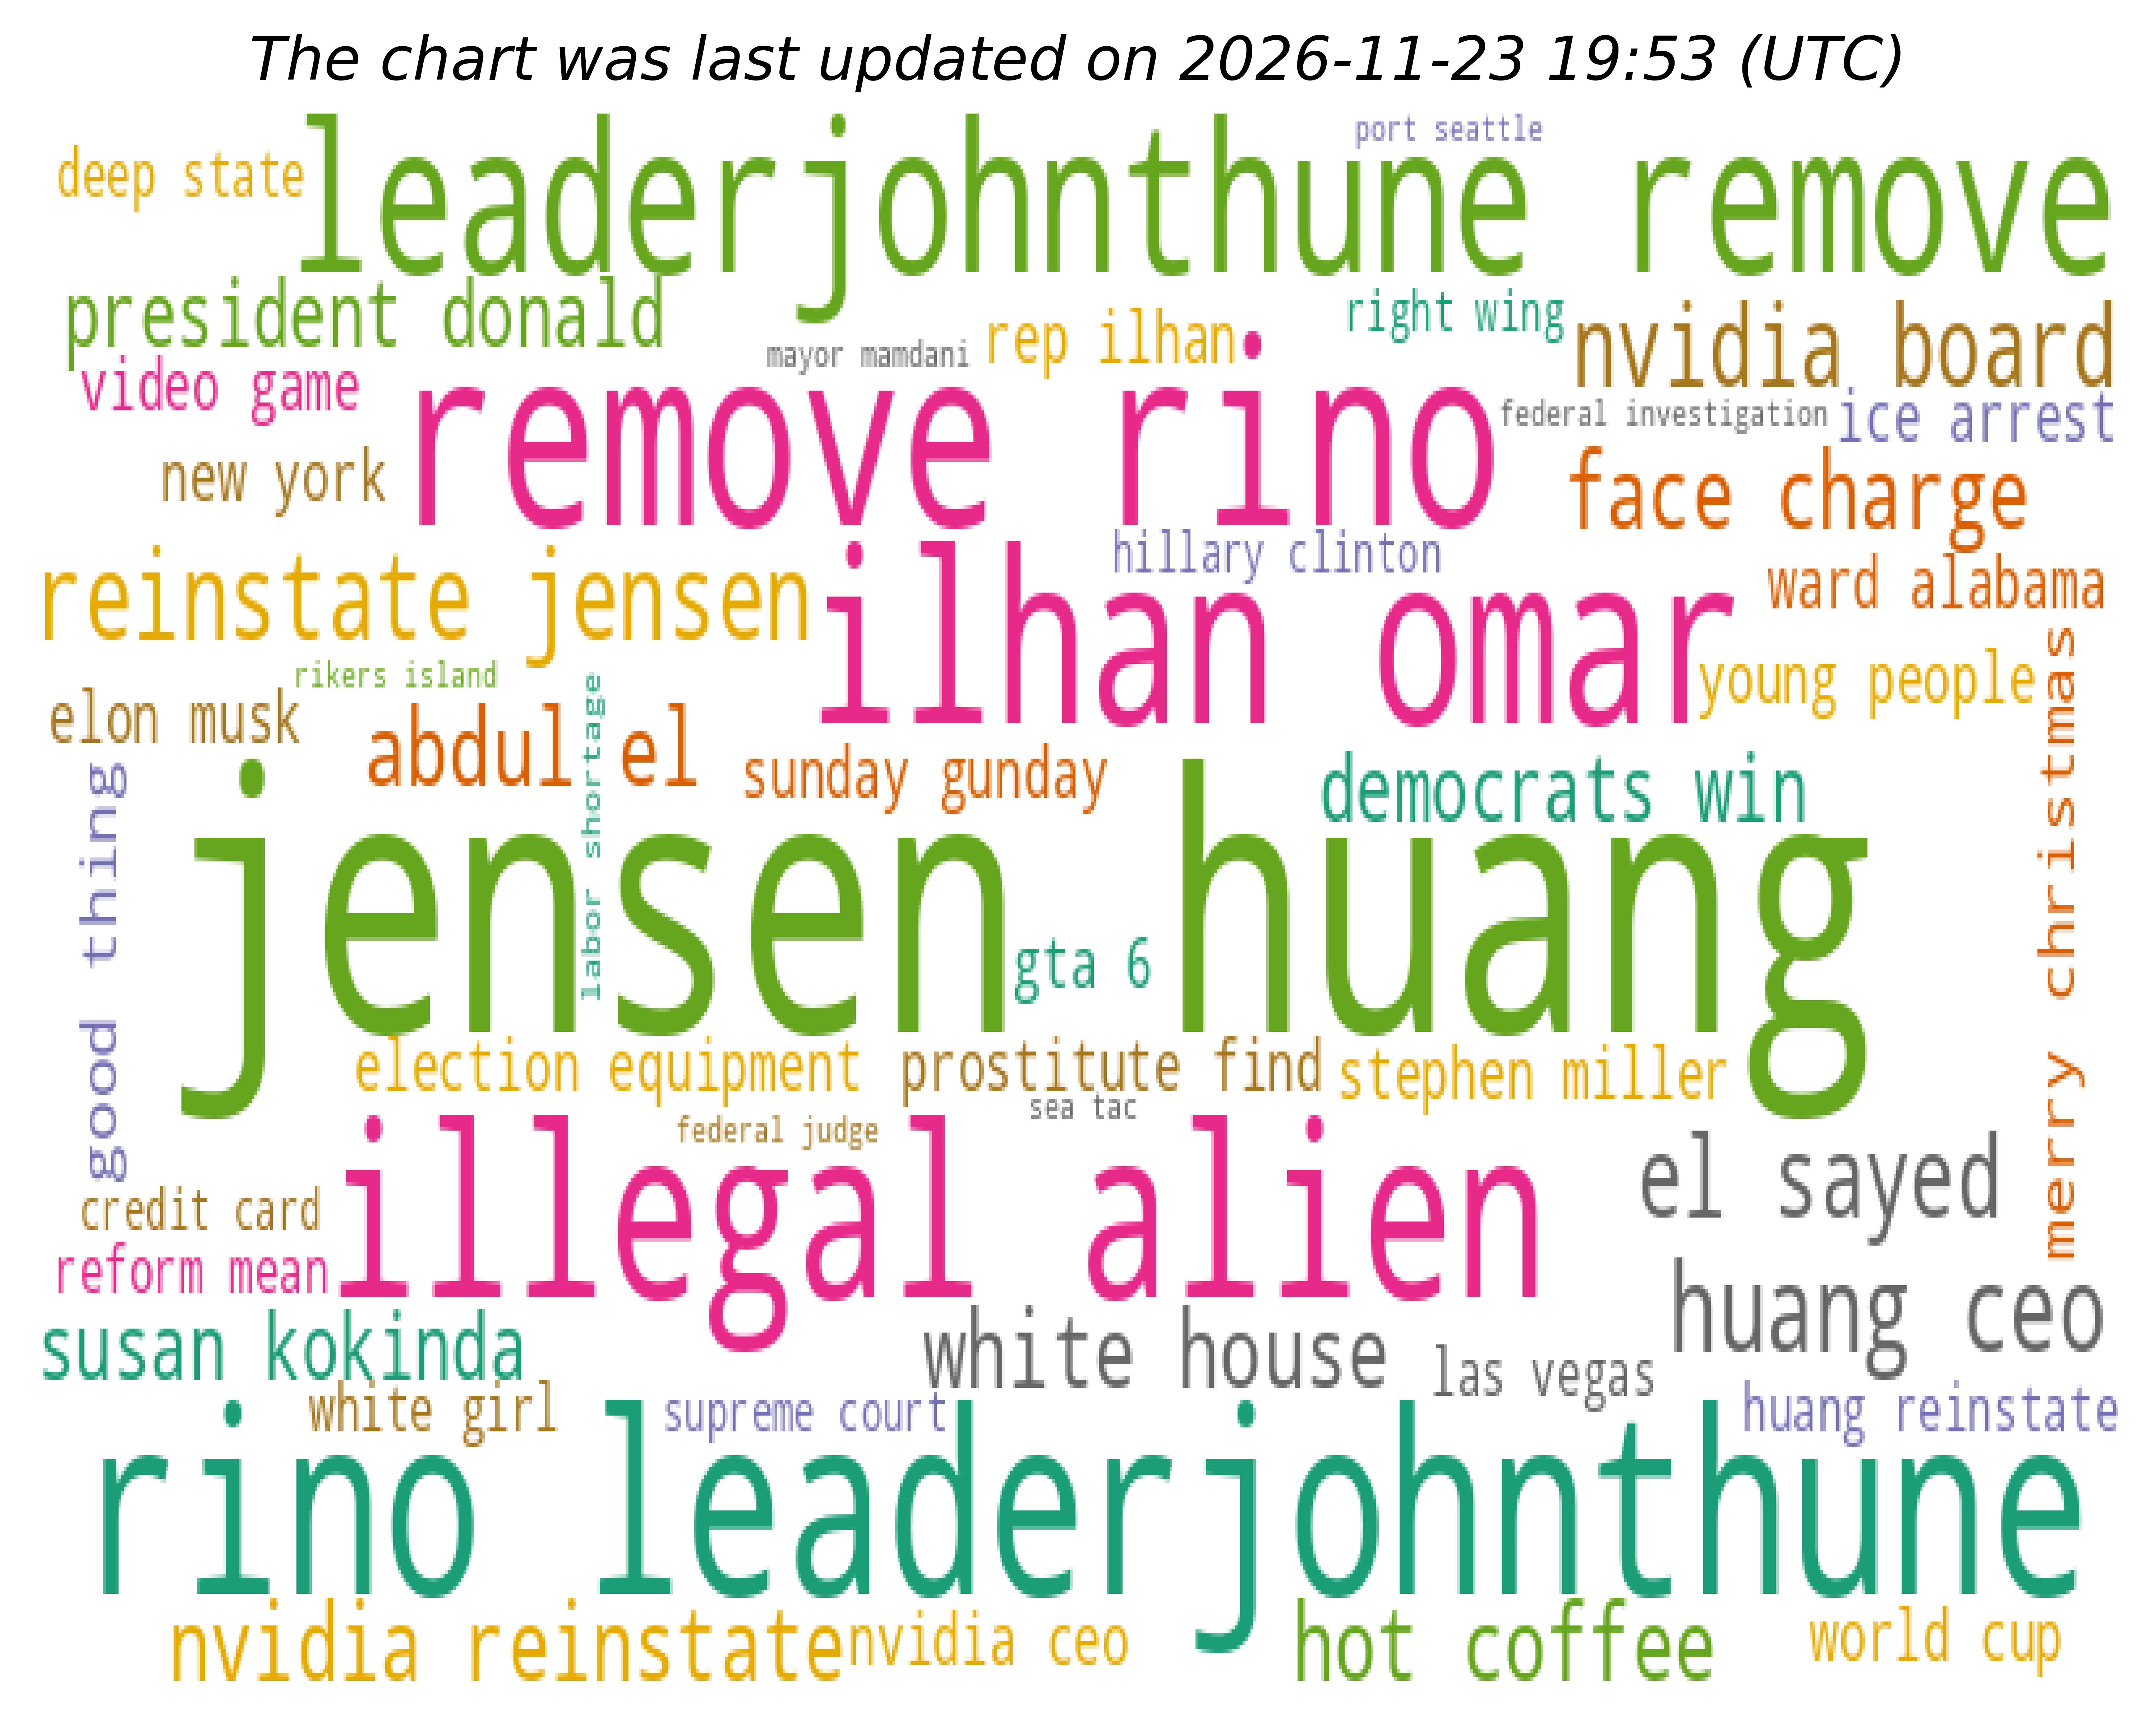 The chart was last updated on 2026-11-23 19:53 (UTC)
port seattle
deep state
leaderjohnthune remove
president donald
right wing
rep ilhan
nvidia board
mayor mamdani
video game
remove rino
federal investigation
ice arrest
new york
face charge
hillary clinton
reinstate jensen
ilhan omar
ward alabama
rikers island
young people
elon musk
labor shortage
abdul el
sunday gunday
democrats win
merry christmas
good thing
jensen huang
gta 6
election equipment
prostitute find
stephen miller
sea tac
federal judge
illegal alien
el sayed
credit card
reform mean
huang ceo
susan kokinda
white house
las vegas
white girl
supreme court
huang reinstate
rino leaderjohnthune
nvidia reinstate
nvidia ceo
hot coffee
world cup